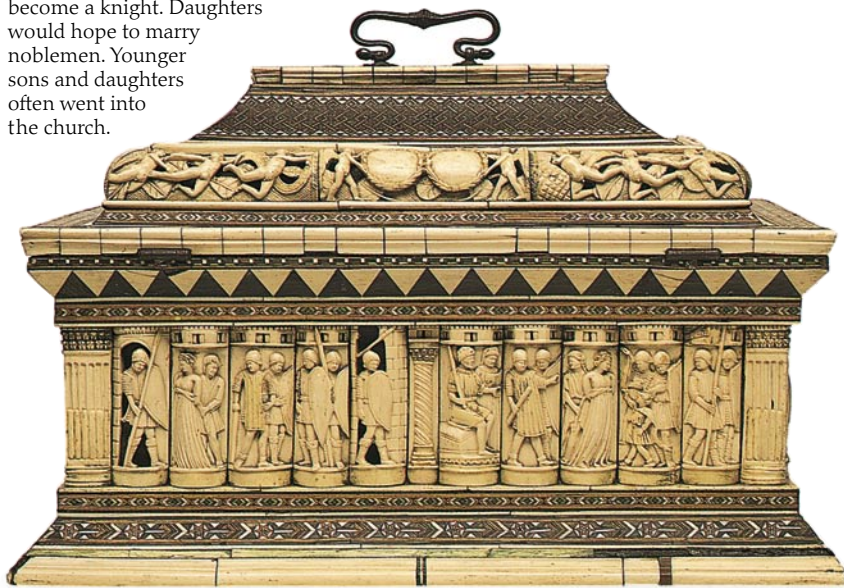 become a knight. Daughters
would hope to marry
noblemen. Younger
sons and daughters
often went into
the church.